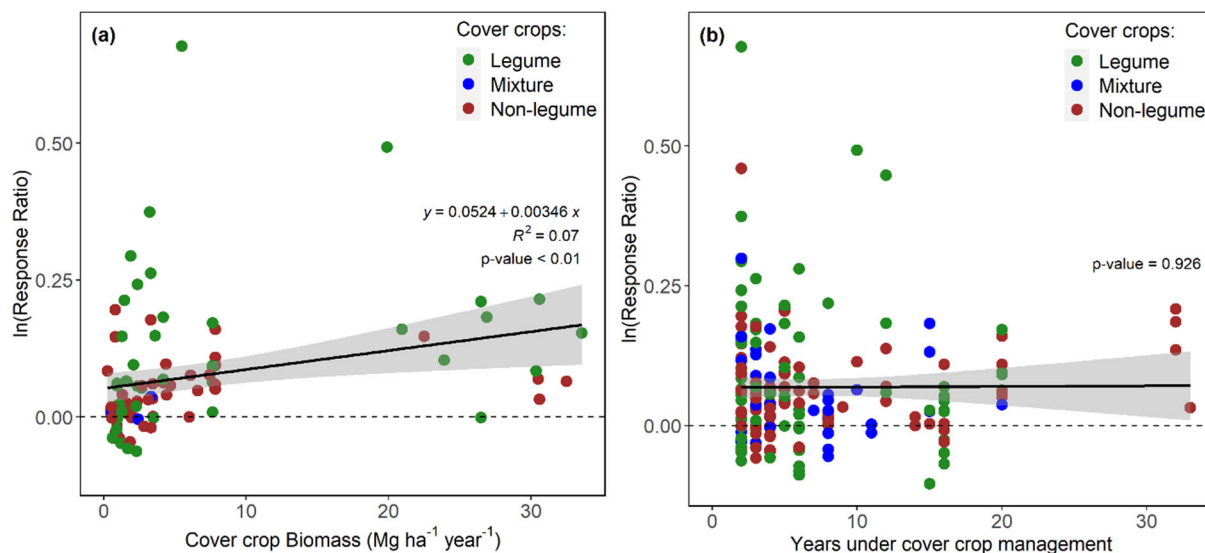 (a)
Cover crops:
Legume
Mixture
Non-legume
y = 0.0524 + 0.00346 x
R² = 0.07
p-value < 0.01
ln(Response Ratio)
0.50
0.25
0.00
0
10
20
30
Cover crop Biomass (Mg ha⁻¹ year⁻¹)
(b)
Cover crops:
Legume
Mixture
Non-legume
p-value = 0.926
ln(Response Ratio)
0.50
0.25
0.00
0
10
20
30
Years under cover crop management